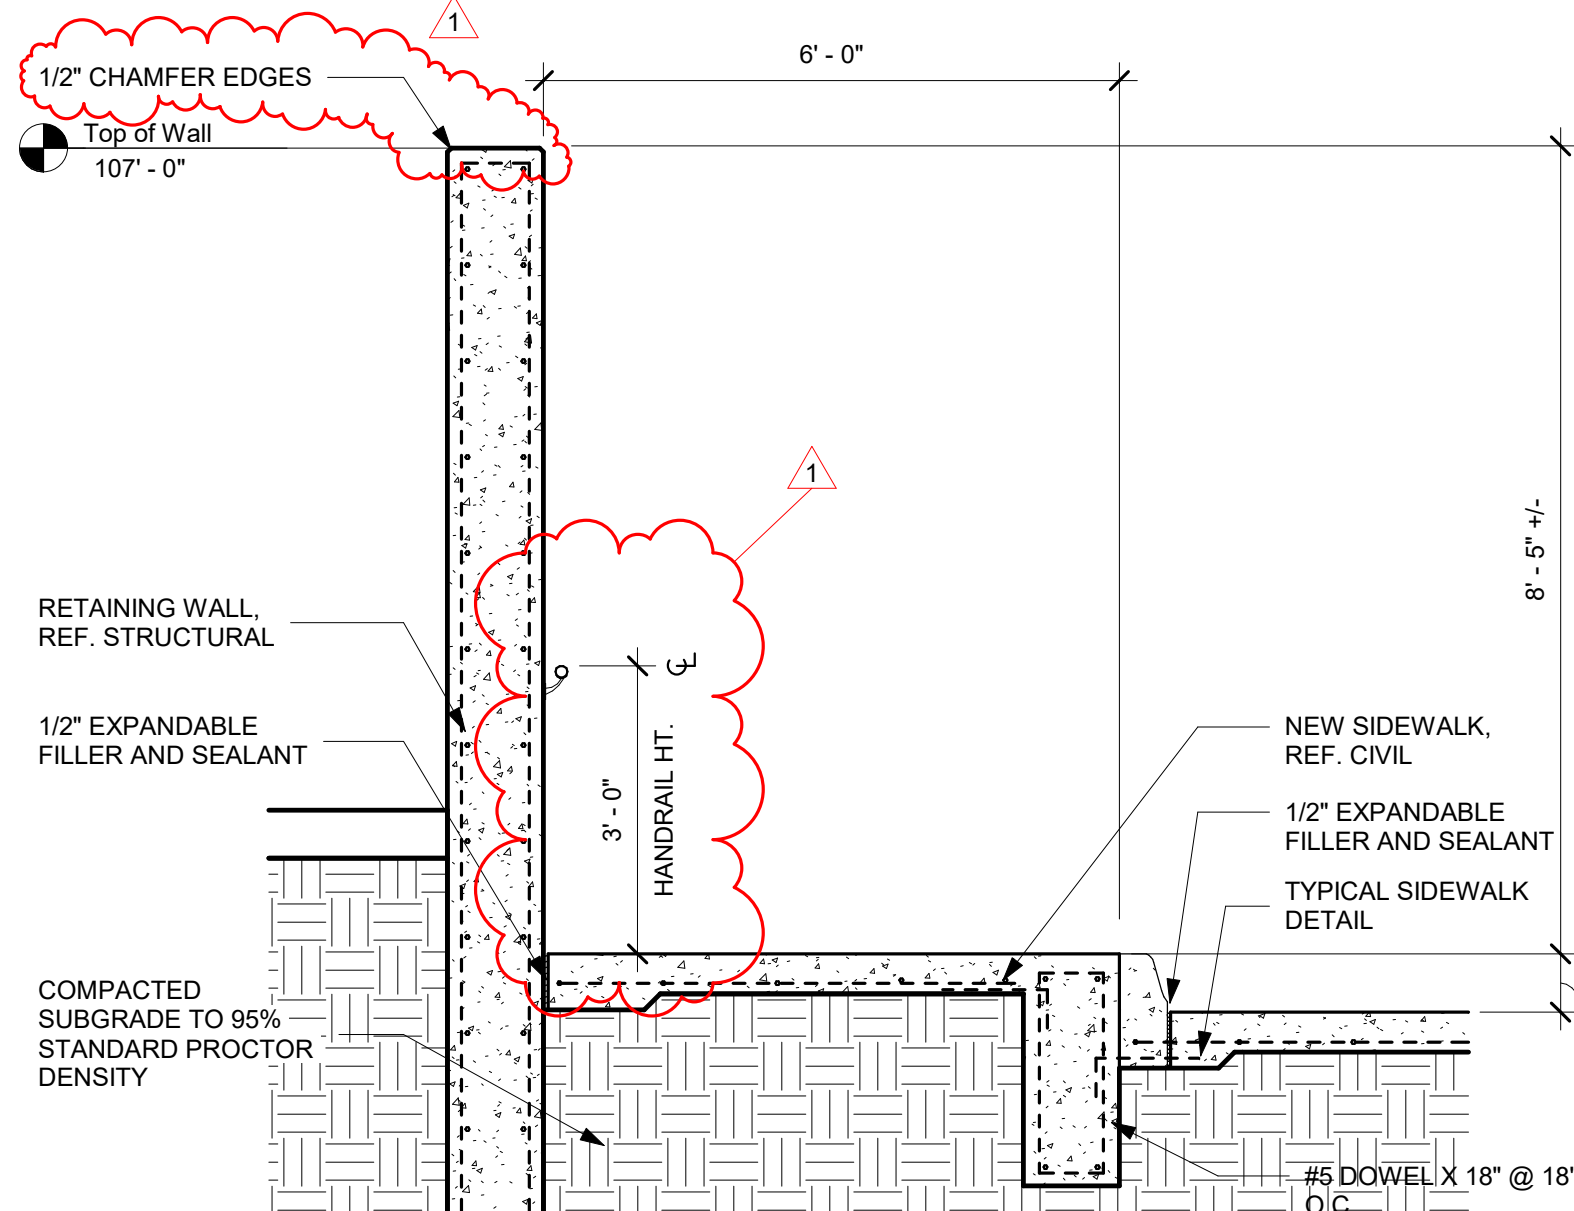 1
6' - 0"
1/2" CHAMFER EDGES
Top of Wall
107' - 0"
1
8' - 5" +/-
RETAINING WALL,
REF. STRUCTURAL
CL
3' - 0"
HANDRAIL HT.
1/2" EXPANDABLE
FILLER AND SEALANT
NEW SIDEWALK,
REF. CIVIL
1/2" EXPANDABLE
FILLER AND SEALANT
TYPICAL SIDEWALK
DETAIL
COMPACTED
SUBGRADE TO 95%
STANDARD PROCTOR
DENSITY
#5 DOWEL X 18" @ 18"
O.C.